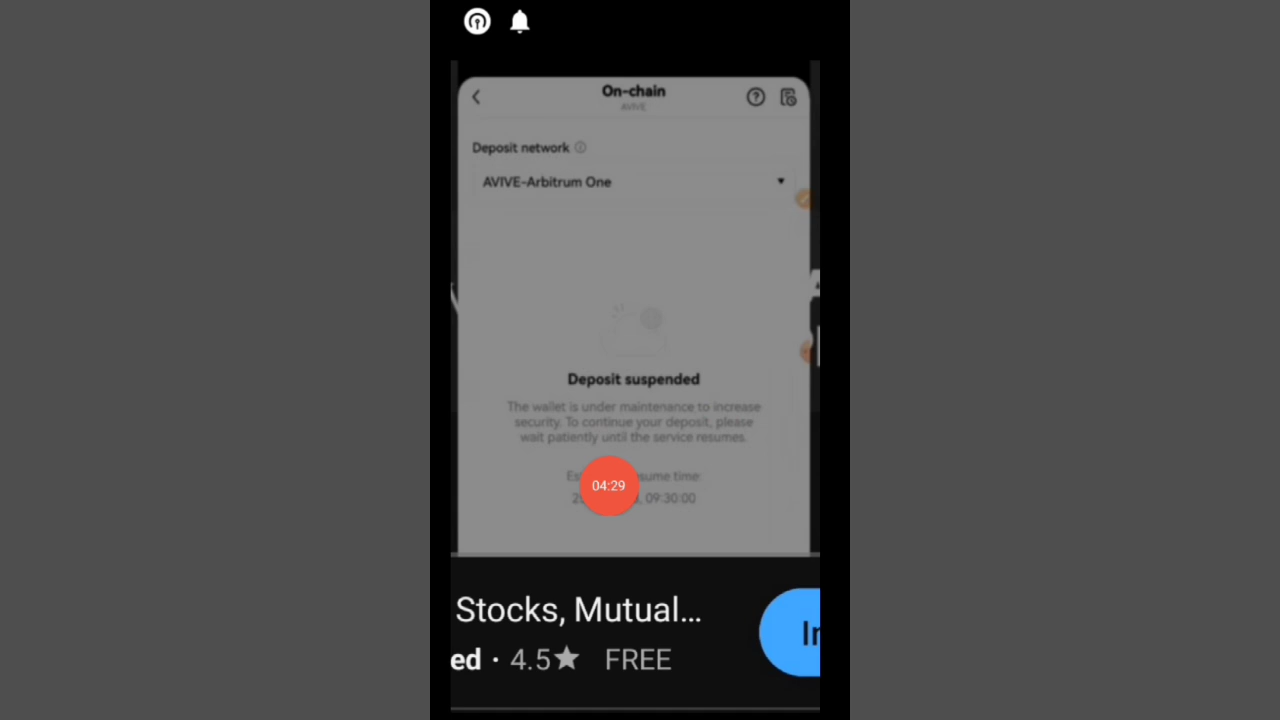 On-chain
AVIVE
Deposit network
AVIVE-Arbitrum One
Deposit suspended
The wallet is under maintenance to increase
security. To continue your deposit, please
wait patiently until the service resumes.
time:
04:29
09:30:00
Stocks, Mutual...
ed · 4.5★ FREE